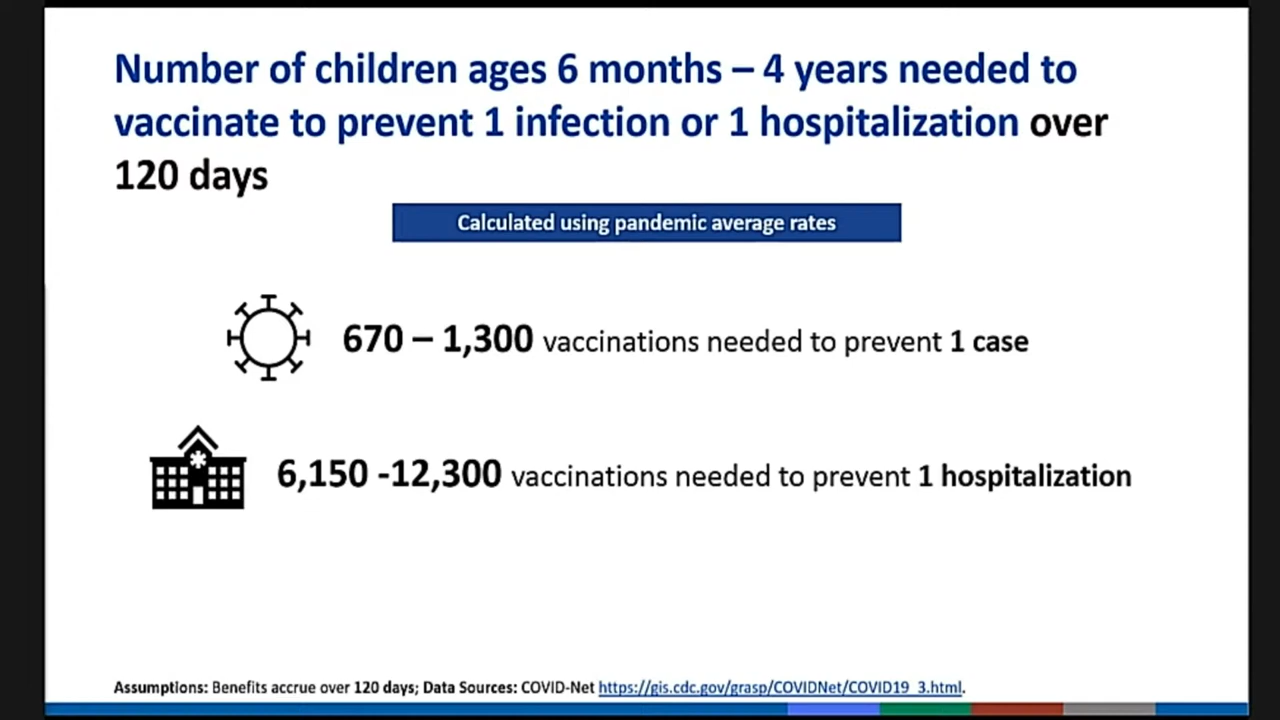 Number of children ages 6 months – 4 years needed to
vaccinate to prevent 1 infection or 1 hospitalization over
120 days
Calculated using pandemic average rates
670 – 1,300 vaccinations needed to prevent 1 case
6,150 -12,300 vaccinations needed to prevent 1 hospitalization
Assumptions: Benefits accrue over 120 days; Data Sources: COVID-Net https://gis.cdc.gov/grasp/COVIDNet/COVID19_3.html.